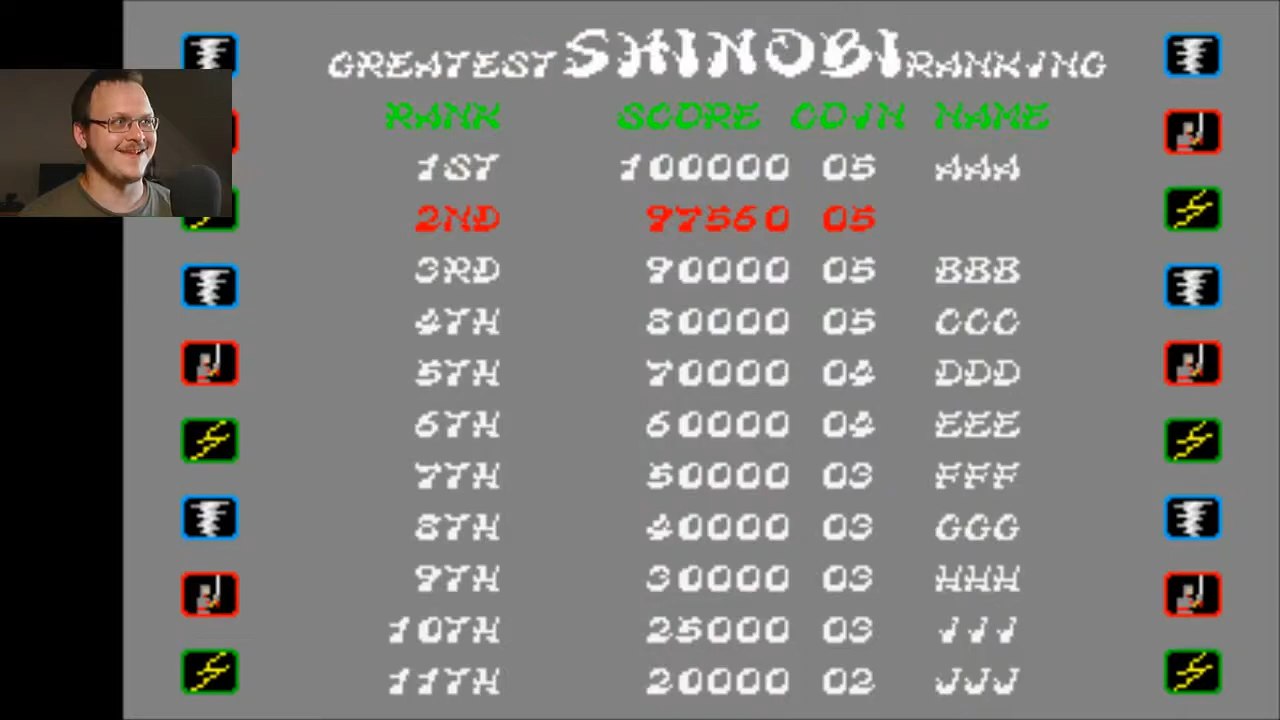 GREATEST SHINOBI RANKING
RANK SCORE COIN NAME
1ST 100000 05 AAA
2ND 97560 05
3RD 90000 05 BBB
4TH 80000 05 CCC
5TH 70000 04 DDD
6TH 60000 04 EEE
7TH 50000 03 FFF
8TH 40000 03 GGG
9TH 30000 03 HHH
10TH 25000 03 III
11TH 20000 02 JJJ